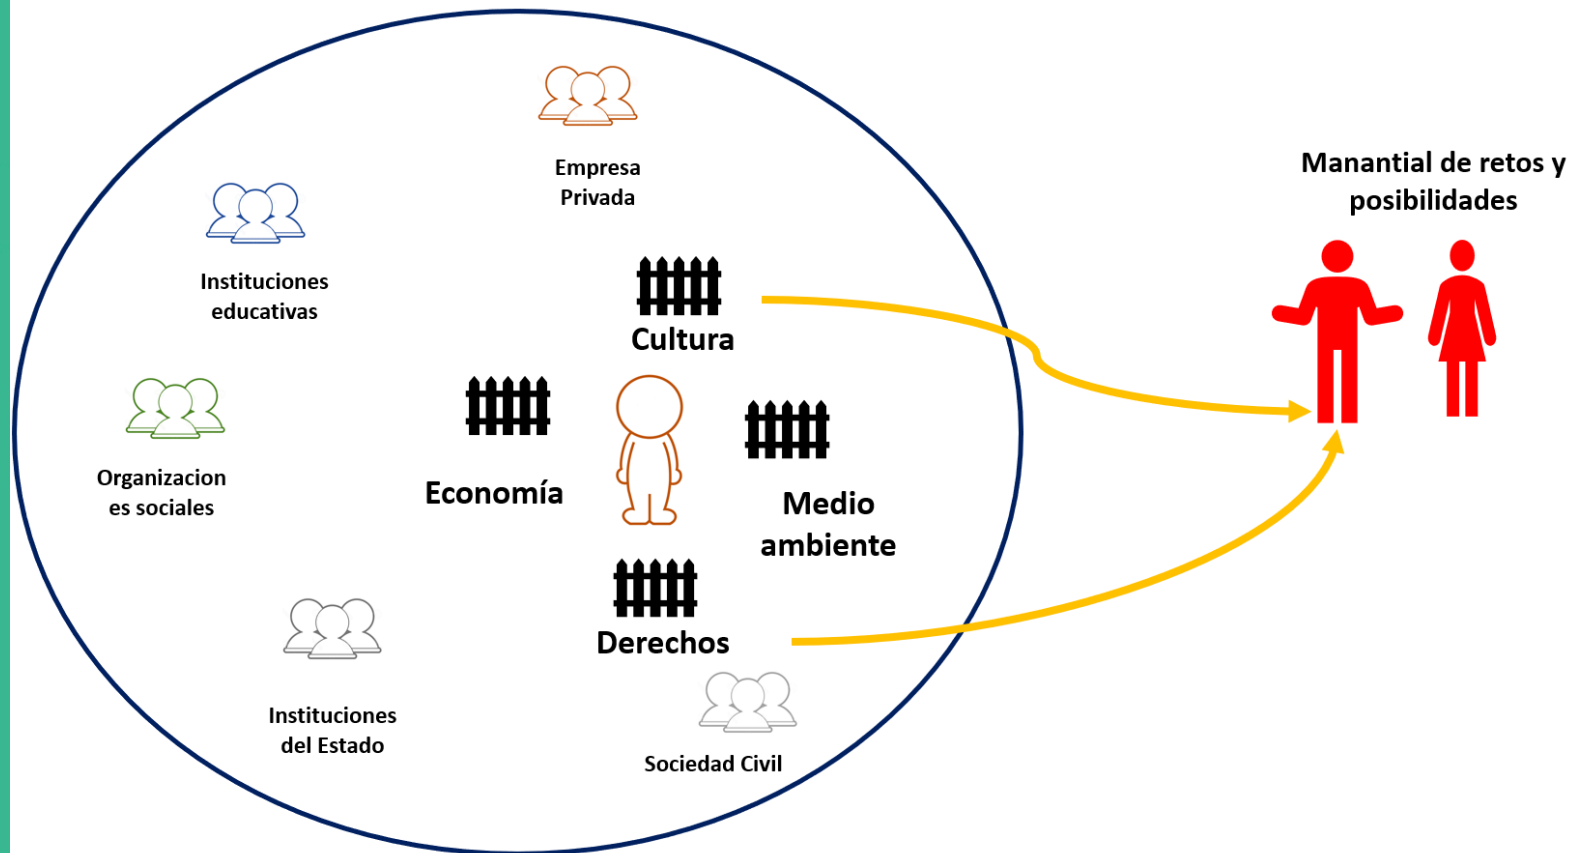 Empresa
Privada
Manantial de retos y
posibilidades
Instituciones
educativas
Cultura
Organizacion
es sociales
Economía
Medio
ambiente
Derechos
Instituciones
del Estado
Sociedad Civil